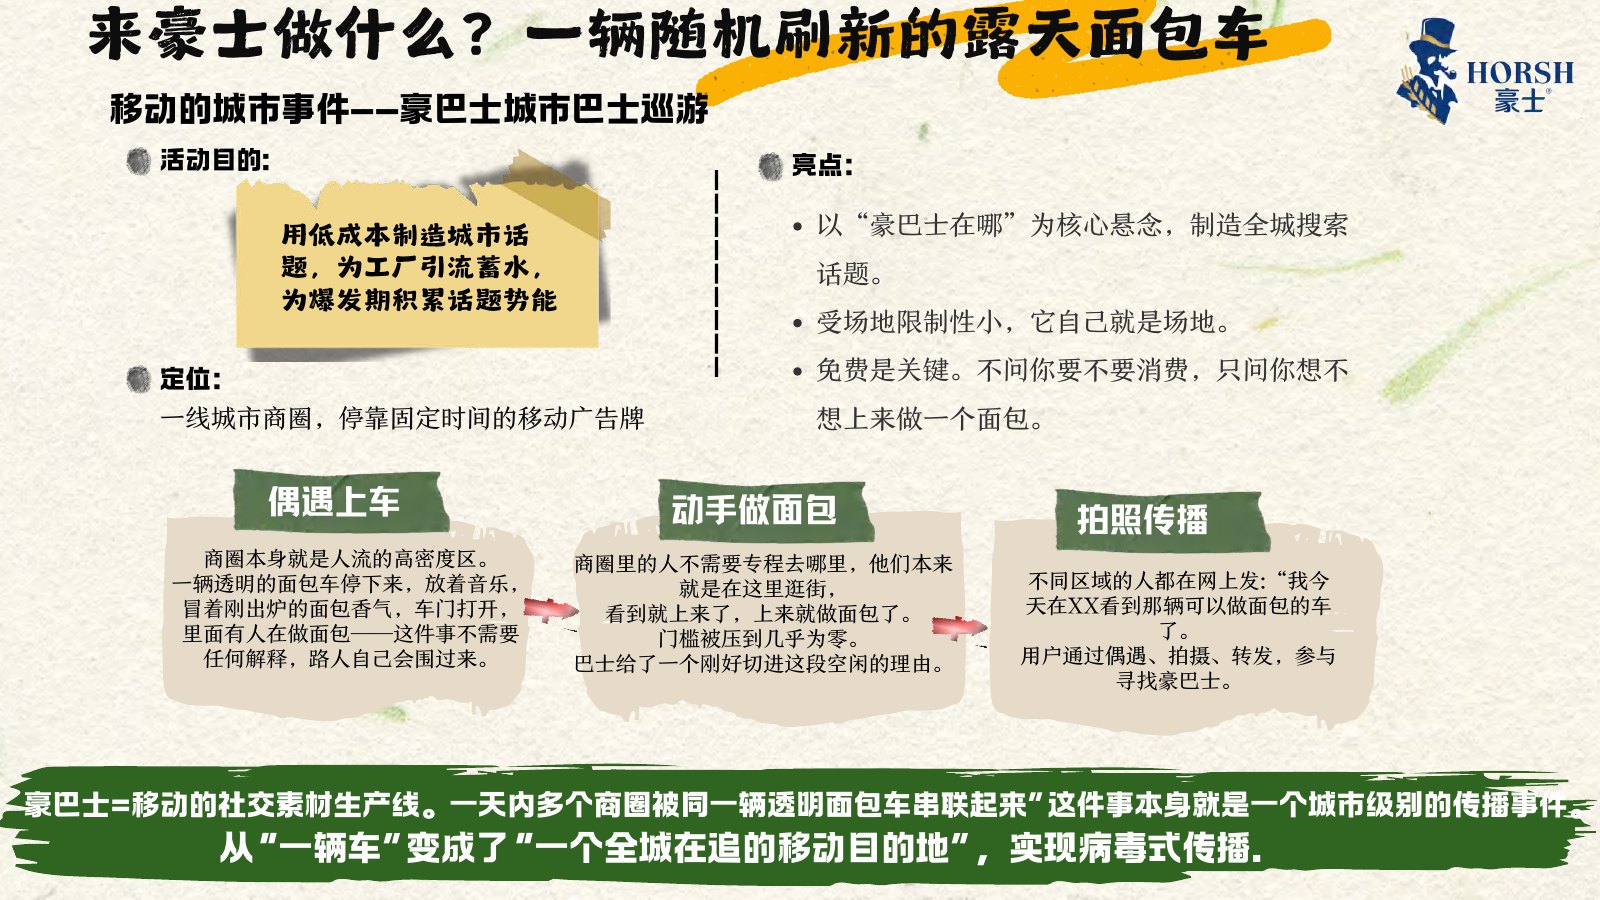 来豪士做什么？一辆随机刷新的露天面包车
HORSH
豪士®
移动的城市事件——豪巴士城市巴士巡游
活动目的:
用低成本制造城市话
题，为工厂引流蓄水，
为爆发期积累话题势能
定位:
一线城市商圈，停靠固定时间的移动广告牌
亮点:
• 以“豪巴士在哪”为核心悬念，制造全城搜索
话题。
• 受场地限制性小，它自己就是场地。
• 免费是关键。不问你要不要消费，只问你想不
想上来做一个面包。
偶遇上车
商圈本身就是人流的高密度区。
一辆透明的面包车停下来，放着音乐，
冒着刚出炉的面包香气，车门打开，
里面有人在做面包——这件事不需要
任何解释，路人自己会围过来。
动手做面包
商圈里的人不需要专程去哪里，他们本来
就是在这里逛街，
看到就上来了，上来就做面包了。
门槛被压到几乎为零。
巴士给了一个刚好切进这段空闲的理由。
拍照传播
不同区域的人都在网上发:“我今
天在XX看到那辆可以做面包的车
了。
用户通过偶遇、拍摄、转发，参与
寻找豪巴士。
豪巴士=移动的社交素材生产线。一天内多个商圈被同一辆透明面包车串联起来”这件事本身就是一个城市级别的传播事件。
从“一辆车”变成了“一个全城在追的移动目的地”，实现病毒式传播.